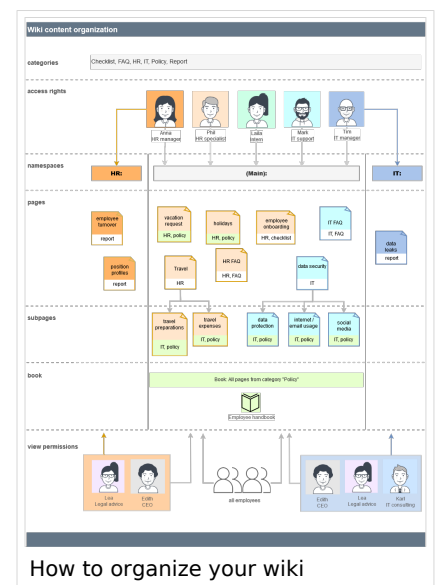 Wiki content organization
categories
Checklist, FAQ, HR, IT, Policy, Report
access rights
Anna
HR manager
Phil
HR specialist
Laila
Intern
Mark
IT support
Tim
IT manager
namespaces
HR:
(Main):
IT:
pages
employee
turnover
report
position
profiles
report
vacation
request
HR, policy
holidays
HR, policy
employee
onboarding
HR, checklist
IT FAQ
IT, FAQ
Travel
HR
HR FAQ
HR, FAQ
data security
IT
data
leaks
report
subpages
travel
preparations
IT, policy
travel
expenses
IT, policy
data
protection
IT, policy
internet /
email usage
IT, policy
social
media
IT, policy
book
Book: All pages from category "Policy"
Employee handbook
view permissions
Lea
Legal advice
Edith
CEO
all employees
Edith
CEO
Lea
Legal advice
Karl
IT consulting
How to organize your wiki